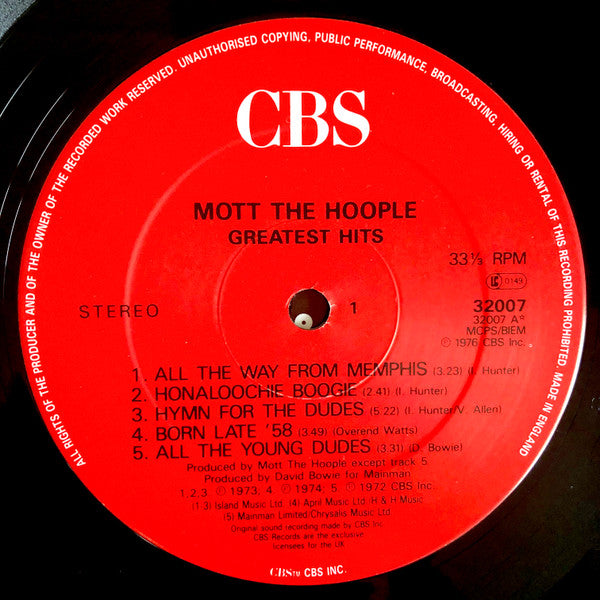 ALL RIGHTS OF THE PRODUCER AND OF THE OWNER OF THE RECORDED WORK RESERVED. UNAUTHORISED COPYING, PUBLIC PERFORMANCE, BROADCASTING, HIRING OR RENTAL OF THIS RECORDING PROHIBITED. MADE IN ENGLAND
CBS
MOTT THE HOOPLE
GREATEST HITS
33⅓ RPM
LC 0149
STEREO
1
32007
32007 A*
MCPS/BIEM
Ⓟ 1976 CBS Inc.
1. ALL THE WAY FROM MEMPHIS (3.23) (I. Hunter)
2. HONALOOCHIE BOOGIE (2.41) (I. Hunter)
3. HYMN FOR THE DUDES (5:22) (I. Hunter/V. Allen)
4. BORN LATE '58 (3.49) (Overend Watts)
5. ALL THE YOUNG DUDES (3.31) (D. Bowie)
Produced by Mott The Hoople except track 5
Produced by David Bowie for Mainman
1,2,3. Ⓟ 1973; 4. Ⓟ 1974; 5. Ⓟ 1972 CBS Inc.
(1-3) Island Music Ltd. (4) April Music Ltd./H & H Music
(5) Mainman Limited/Chrysalis Music Ltd.
Original sound recording made by CBS Inc
CBS Records are the exclusive
licensees for the UK
CBS TM CBS INC.